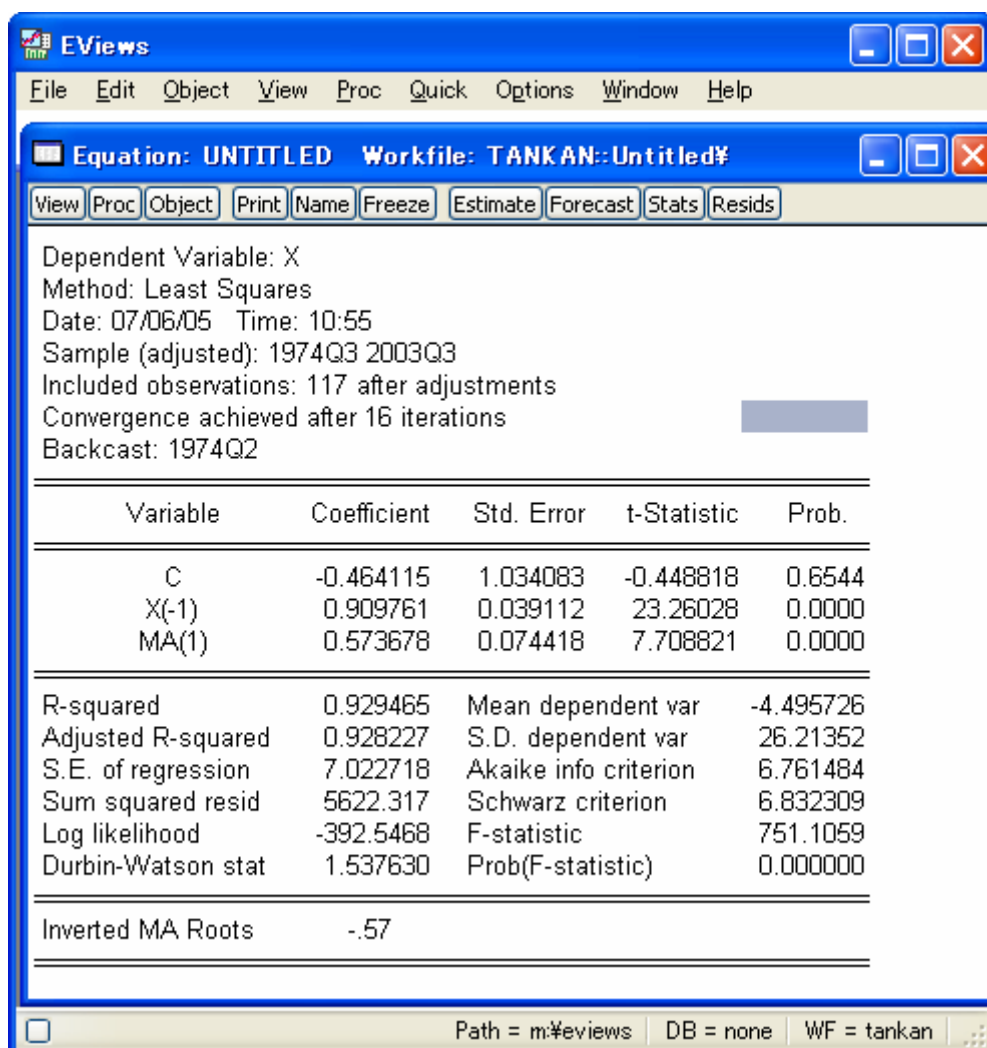 EViews
File Edit Object View Proc Quick Options Window Help
Equation: UNTITLED Workfile: TANKAN::Untitled¥
View Proc Object Print Name Freeze Estimate Forecast Stats Resids
Dependent Variable: X
Method: Least Squares
Date: 07/06/05 Time: 10:55
Sample (adjusted): 1974Q3 2003Q3
Included observations: 117 after adjustments
Convergence achieved after 16 iterations
Backcast: 1974Q2
Variable Coefficient Std. Error t-Statistic Prob.
C -0.464115 1.034083 -0.448818 0.6544
X(-1) 0.909761 0.039112 23.26028 0.0000
MA(1) 0.573678 0.074418 7.708821 0.0000
R-squared 0.929465 Mean dependent var -4.495726
Adjusted R-squared 0.928227 S.D. dependent var 26.21352
S.E. of regression 7.022718 Akaike info criterion 6.761484
Sum squared resid 5622.317 Schwarz criterion 6.832309
Log likelihood -392.5468 F-statistic 751.1059
Durbin-Watson stat 1.537630 Prob(F-statistic) 0.000000
Inverted MA Roots -.57
Path = m:¥eviews DB = none WF = tankan